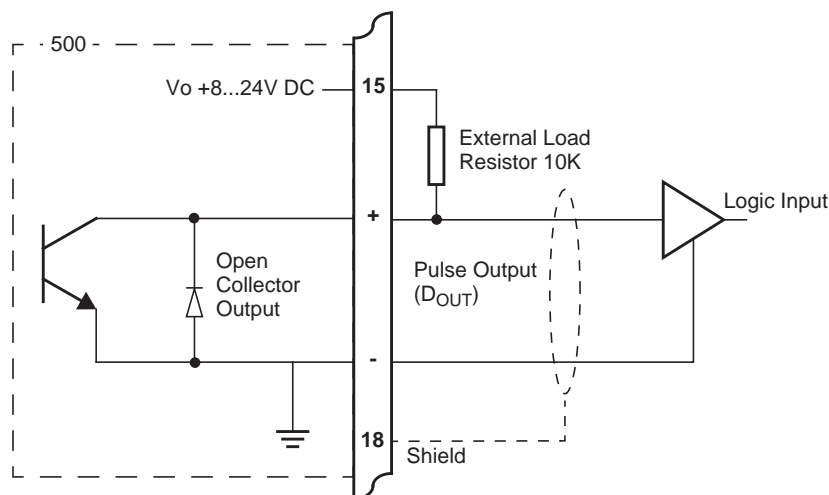 500
Vo +8...24V DC
15
External Load
Resistor 10K
+
Logic Input
Open
Collector
Output
Pulse Output
(DOUT)
-
18
Shield